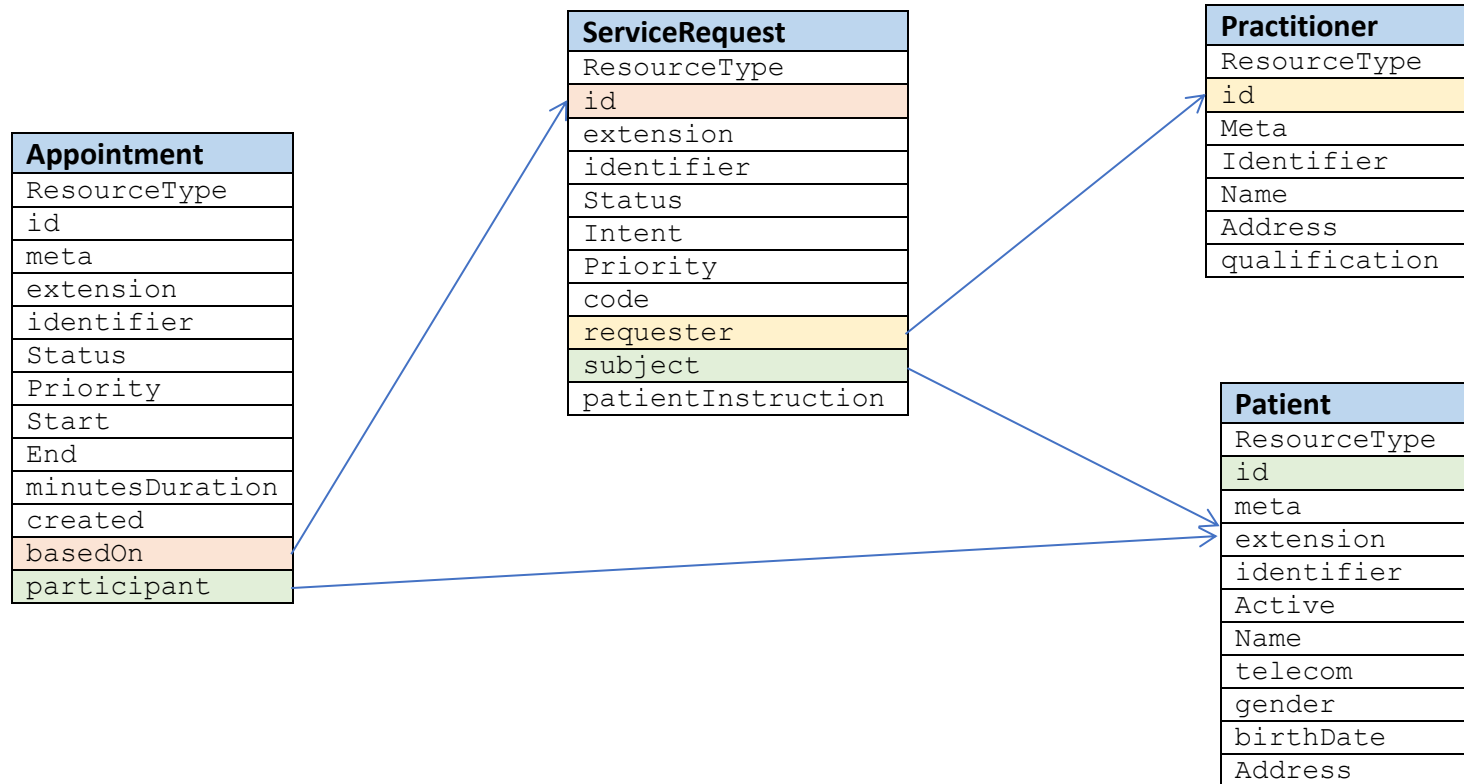 Appointment
ResourceType
id
meta
extension
identifier
Status
Priority
Start
End
minutesDuration
created
basedOn
participant
ServiceRequest
ResourceType
id
extension
identifier
Status
Intent
Priority
code
requester
subject
patientInstruction
Practitioner
ResourceType
id
Meta
Identifier
Name
Address
qualification
Patient
ResourceType
id
meta
extension
identifier
Active
Name
telecom
gender
birthDate
Address